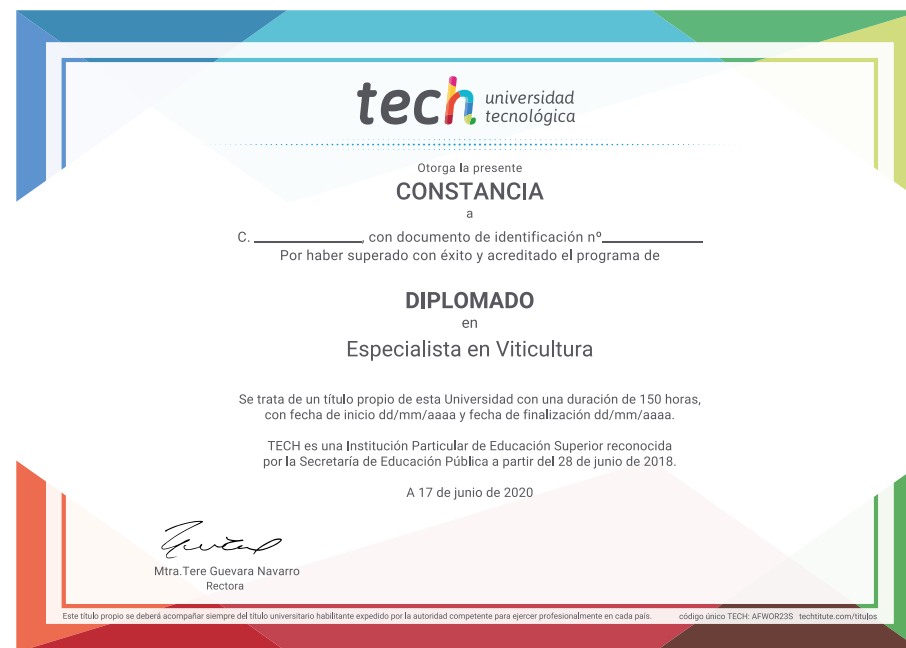 tech universidad
tecnológica
Otorga la presente
CONSTANCIA
a
C. ____________, con documento de identificación nº____________
Por haber superado con éxito y acreditado el programa de
DIPLOMADO
en
Especialista en Viticultura
Se trata de un título propio de esta Universidad con una duración de 150 horas,
con fecha de inicio dd/mm/aaaa y fecha de finalización dd/mm/aaaa.
TECH es una Institución Particular de Educación Superior reconocida
por la Secretaría de Educación Pública a partir del 28 de junio de 2018.
A 17 de junio de 2020
Mtra.Tere Guevara Navarro
Rectora
Este título propio se deberá acompañar siempre del título universitario habilitante expedido por la autoridad competente para ejercer profesionalmente en cada país. código único TECH: AFWOR23S techtitute.com/titulos